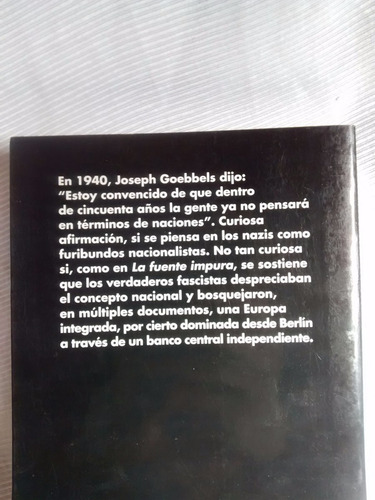 En 1940, Joseph Goebbels dijo:
“Estoy convencido de que dentro
de cincuenta años la gente ya no pensará
en términos de naciones”. Curiosa
afirmación, si se piensa en los nazis como
furibundos nacionalistas. No tan curiosa
si, como en La fuente impura, se sostiene
que los verdaderos fascistas despreciaban
el concepto nacional y bosquejaron,
en múltiples documentos, una Europa
integrada, por cierto dominada desde Berlín
a través de un banco central independiente.